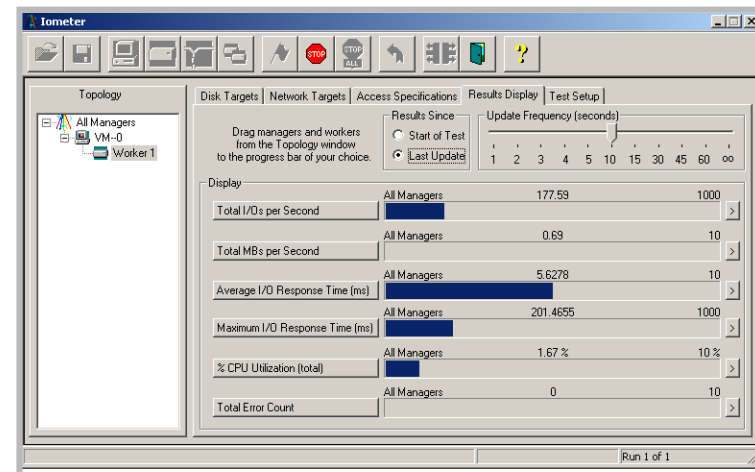 Iometer
STOP
STOP
ALL
?
Topology
All Managers
VM--0
Worker 1
Disk Targets
Network Targets
Access Specifications
Results Display
Test Setup
Drag managers and workers
from the Topology window
to the progress bar of your choice.
Results Since
Start of Test
Last Update
Update Frequency (seconds)
1 2 3 4 5 10 15 30 45 60 oo
Display
All Managers 177.59 1000
Total I/Os per Second >
All Managers 0.69 10
Total MBs per Second >
All Managers 5.6278 10
Average I/O Response Time (ms) >
All Managers 201.4655 1000
Maximum I/O Response Time (ms) >
All Managers 1.67 % 10 %
% CPU Utilization (total) >
All Managers 0 10
Total Error Count >
Run 1 of 1